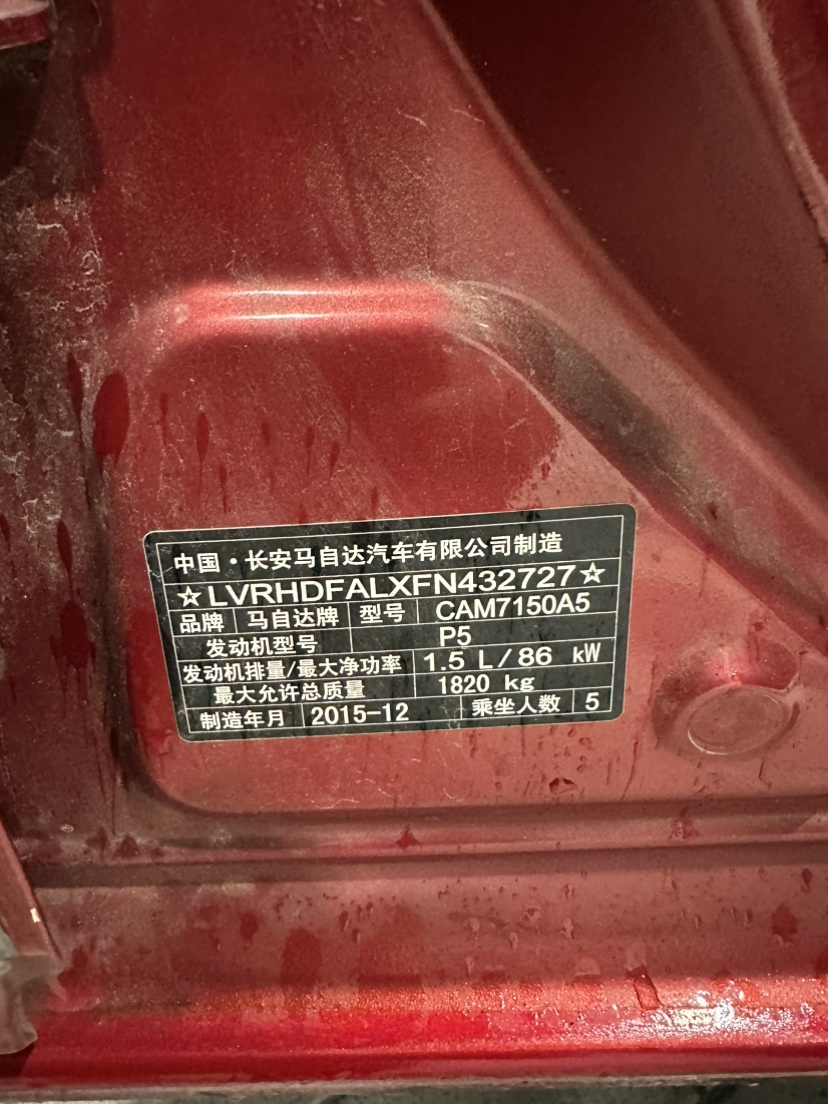 中国·长安马自达汽车有限公司制造
☆LVRHDFALXFN432727☆
品牌 马自达牌 型号 CAM7150A5
发动机型号 P5
发动机排量/最大净功率 1.5 L/86 kW
最大允许总质量 1820 kg
制造年月 2015-12 乘坐人数 5